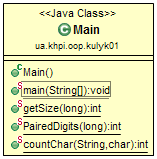 <<Java Class>>
Main
ua.khpi.oop.kulyk01
Main()
main(String[]):void
getSize(long):int
PairedDigits(long):int
countChar(String,char):int